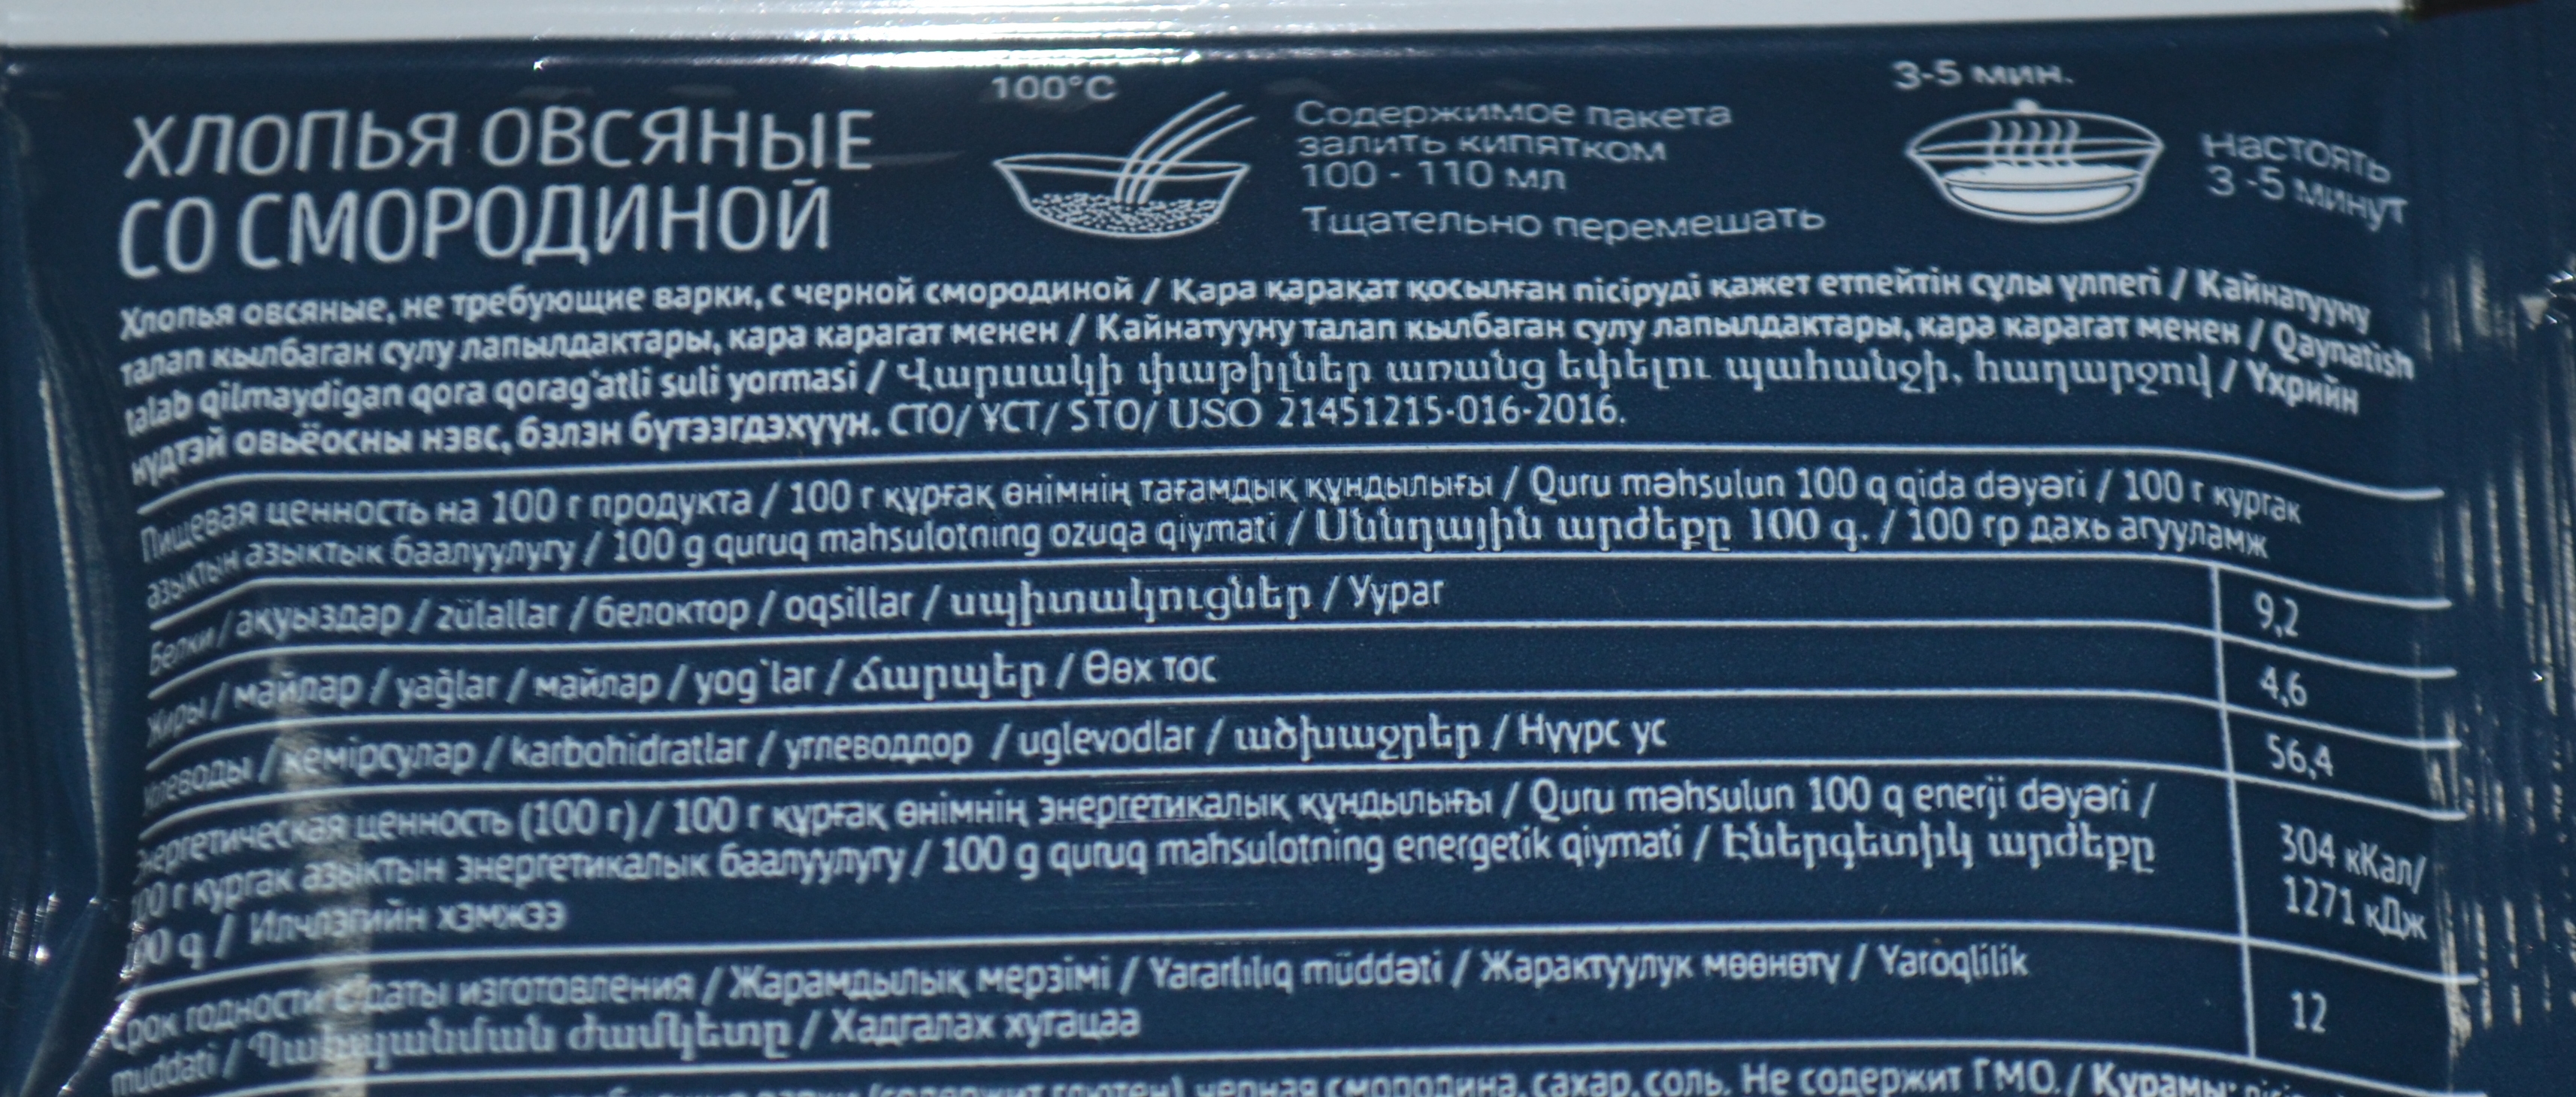 100°C
3-5 мин.
ХЛОПЬЯ ОВСЯНЫЕ
СО СМОРОДИНОЙ
Содержимое пакета
залить кипятком
100 - 110 мл
Тщательно перемешать
Настоять
3 -5 минут
Хлопья овсяные, не требующие варки, с черной смородиной / Қара қарақат қосылған пісіруді қажет етпейтін сұлы үлпегі / Кайнатууну
талап кылбаган сулу лапылдактары, кара карагат менен / Кайнатууну талап кылбаган сулу лапылдактары, кара карагат менен / Qaynatish
talab qilmaydigan qora qorag'atli suli yormasi / Վարսակի փաթիլներ առանց եփելու պահանջի, հաղարջով / Үхрийн
нүдтэй овьёосны нэвс, бэлэн бүтээгдэхүүн. СТО/ ҰСТ/ STO/ USO 21451215-016-2016.
Пищевая ценность на 100 г продукта / 100 г құрғақ өнімнің тағамдық құндылығы / Quru məhsulun 100 q qida dəyəri / 100 г кургак
азыктын азыктык баалуулугу / 100 g quruq mahsulotning ozuqa qiymati / Սննդային արժեքը 100 գ. / 100 гр дахь агууламж
Белки / ақуыздар / zülallar / белоктор / oqsillar / սպիտակուցներ / Уураг
9,2
Жиры / майлар / yağlar / майлар / yog`lar / Ճարպեր / Өөх тос
4,6
Углеводы / көмірсулар / karbohidratlar / углеводдор / uglevodlar / ածխաջրեր / Нүүрс ус
56,4
Энергетическая ценность (100 г) / 100 г құрғақ өнімнің энергетикалық құндылығы / Quru məhsulun 100 q enerji dəyəri /
100 г кургак азыктын энергетикалык баалуулугу / 100 g quruq mahsulotning energetik qiymati / Էներգետիկ արժեքը
100 գ / Илчлэгийн хэмжээ
304 кКал/
1271 кДж
Срок годности с даты изготовления / Жарамдылық мерзімі / Yararlılıq müddəti / Жарактуулук мөөнөтү / Yaroqlilik
muddati / Պահպանման ժամկետը / Хадгалах хугацаа
12
варки (содержит глютен), черная смородина, сахар, соль. Не содержит ГМО. / Құрамы: